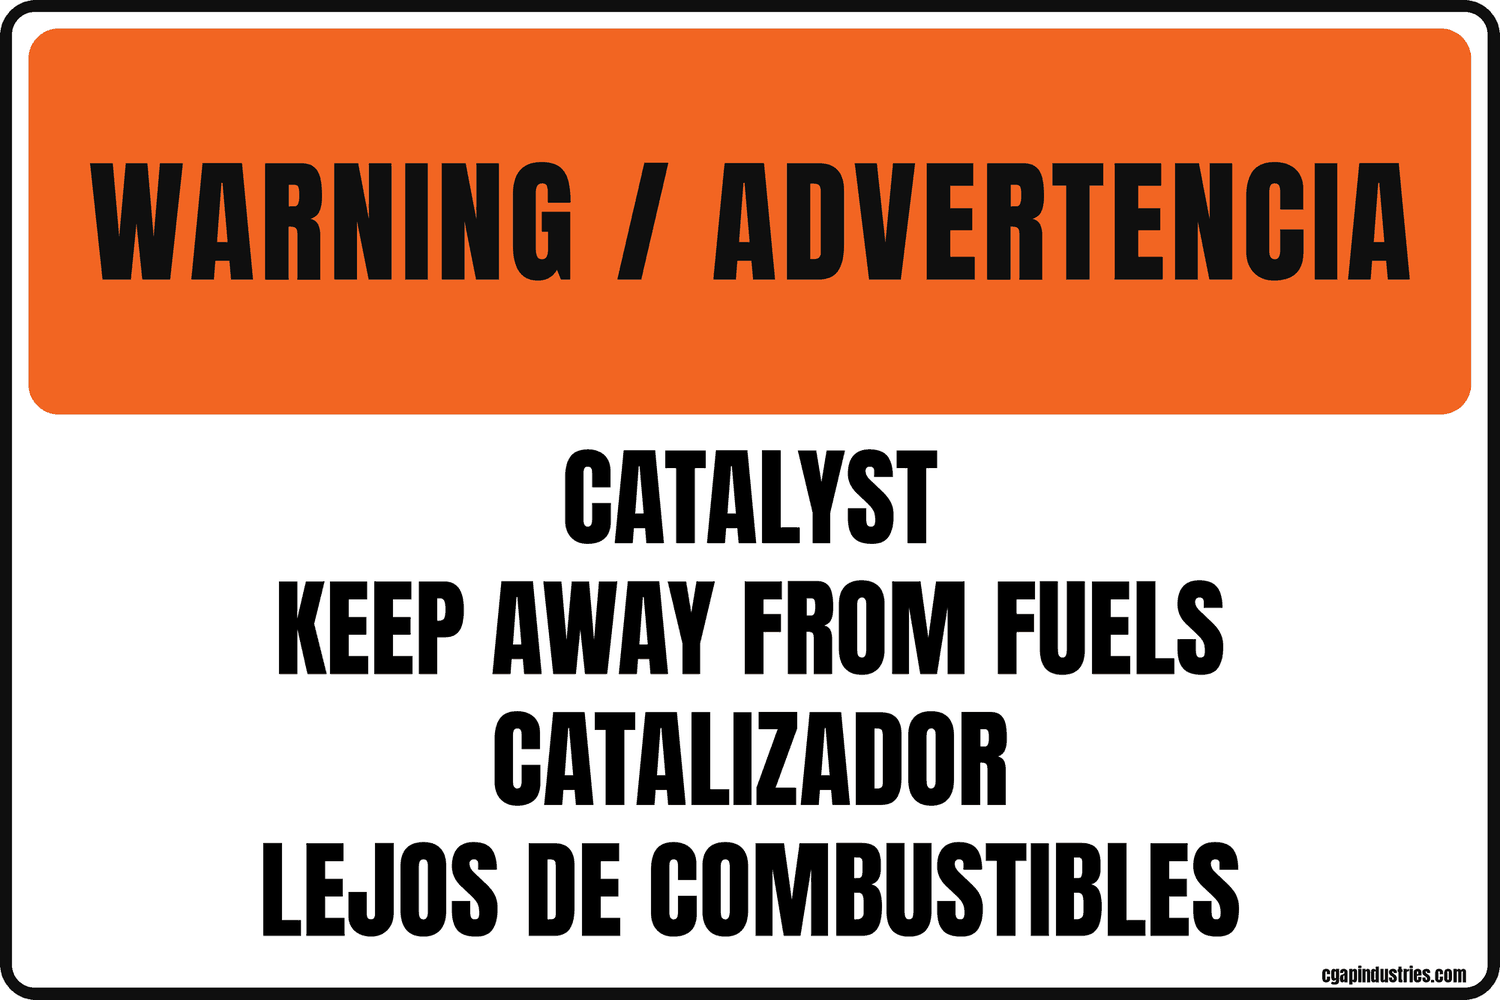 WARNING / ADVERTENCIA
CATALYST
KEEP AWAY FROM FUELS
CATALIZADOR
LEJOS DE COMBUSTIBLES
cgapindustries.com